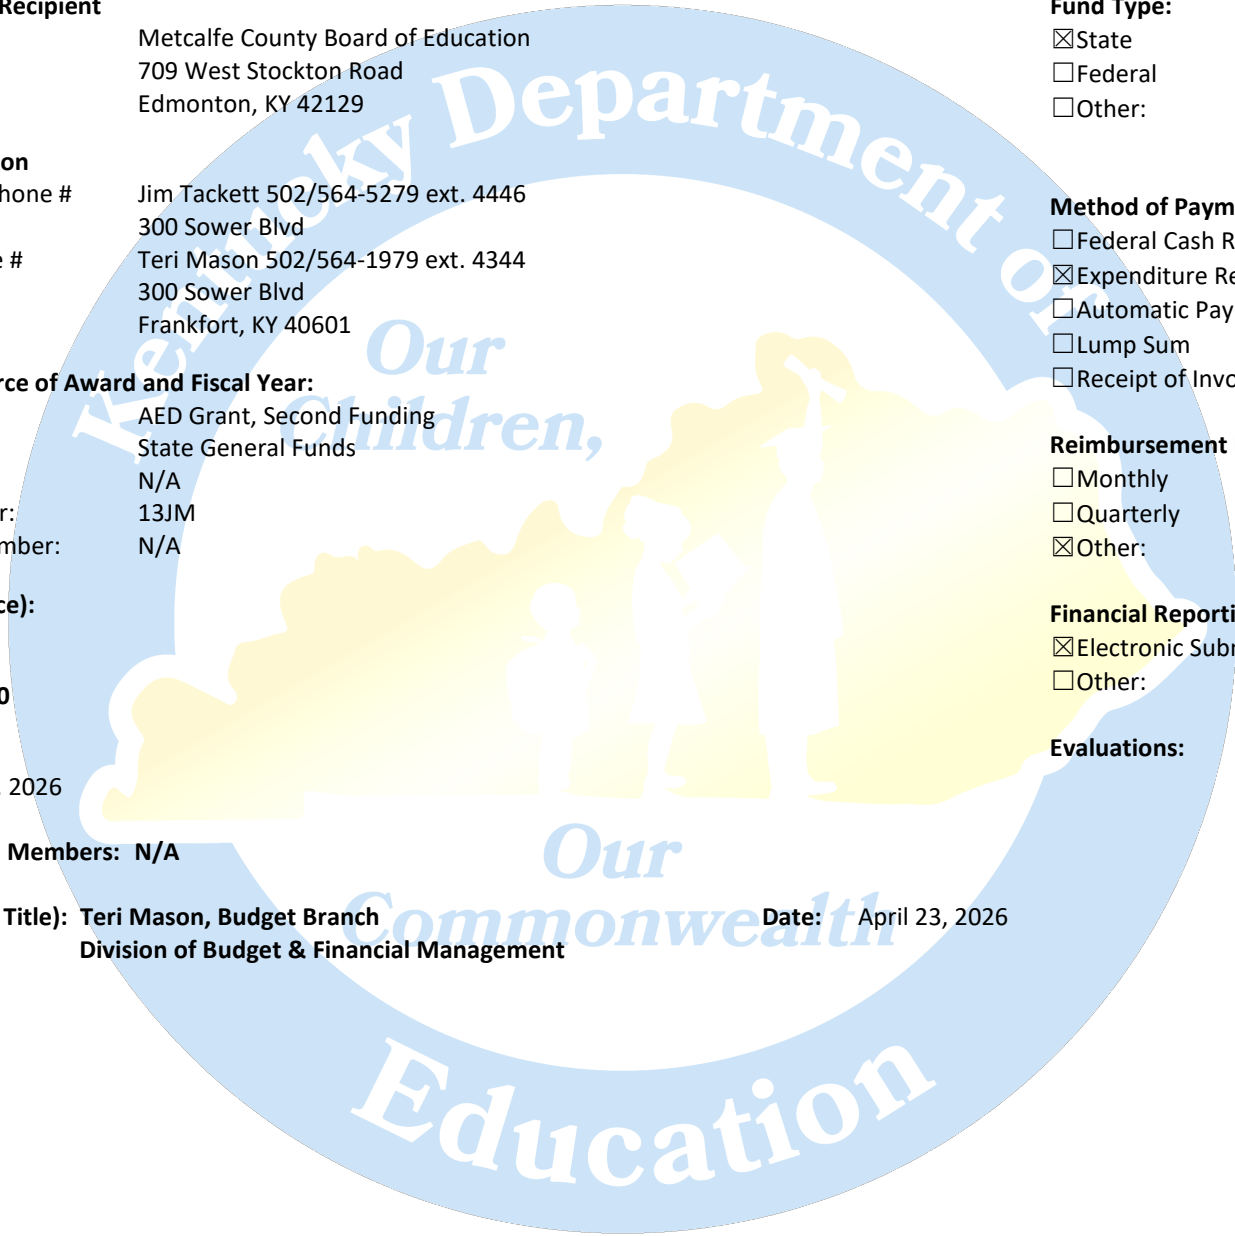 Recipient
Metcalfe County Board of Education
709 West Stockton Road
Edmonton, KY 42129
on
hone # Jim Tackett 502/564-5279 ext. 4446
300 Sower Blvd
e # Teri Mason 502/564-1979 ext. 4344
300 Sower Blvd
Frankfort, KY 40601
rce of Award and Fiscal Year:
AED Grant, Second Funding
State General Funds
N/A
r: 13JM
mber: N/A
ce):
0
, 2026
Members: N/A
Title): Teri Mason, Budget Branch
Division of Budget & Financial Management
Date: April 23, 2026
Fund Type:
☒State
☐Federal
☐Other:
Method of Paym
☐Federal Cash R
☒Expenditure Re
☐Automatic Pay
☐Lump Sum
☐Receipt of Invo
Reimbursement
☐Monthly
☐Quarterly
☒Other:
Financial Reporti
☒Electronic Subr
☐Other:
Evaluations:
Kentucky Department of
Education
Our
Children,
Our
Commonwealth